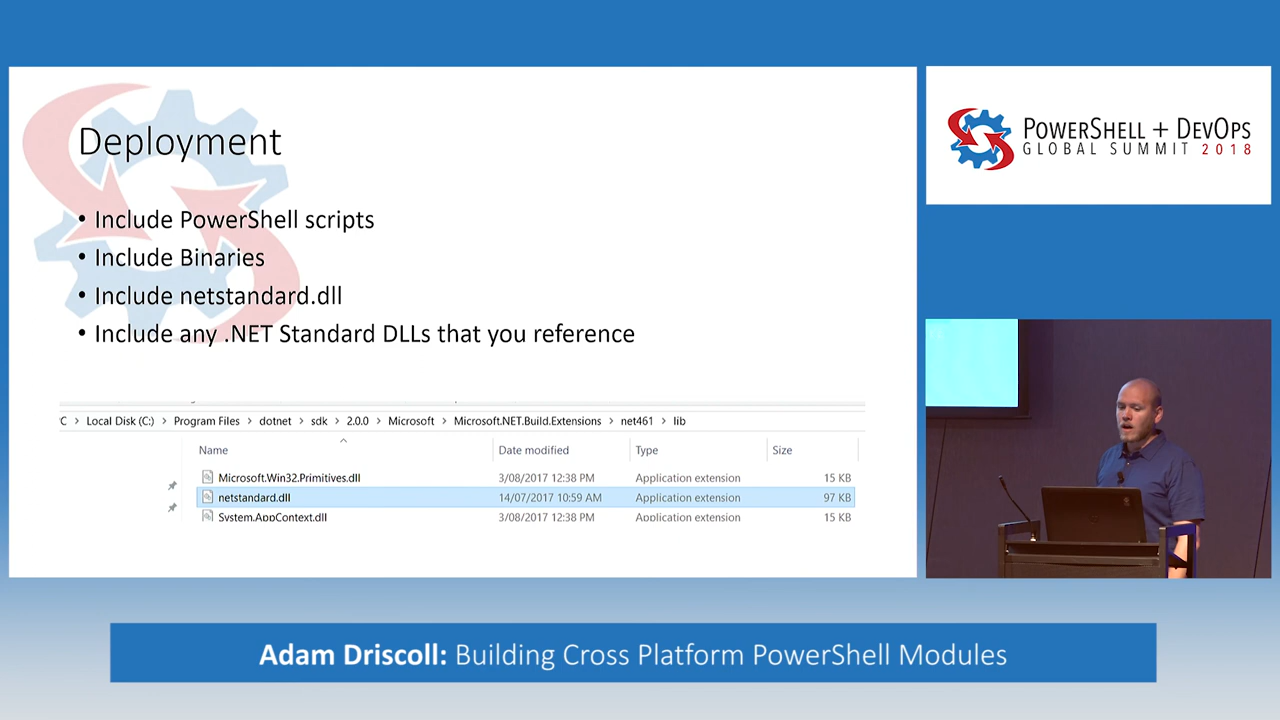 Deployment
• Include PowerShell scripts
• Include Binaries
• Include netstandard.dll
• Include any .NET Standard DLLs that you reference
Local Disk (C:) > Program Files > dotnet > sdk > 2.0.0 > Microsoft > Microsoft.NET.Build.Extensions > net461 > lib
Name Date modified Type Size
Microsoft.Win32.Primitives.dll 3/08/2017 12:38 PM Application extension 15 KB
netstandard.dll 14/07/2017 10:59 AM Application extension 97 KB
System.AppContext.dll 3/08/2017 12:38 PM Application extension 15 KB
POWERSHELL + DEVOPS
GLOBAL SUMMIT 2018
Adam Driscoll: Building Cross Platform PowerShell Modules